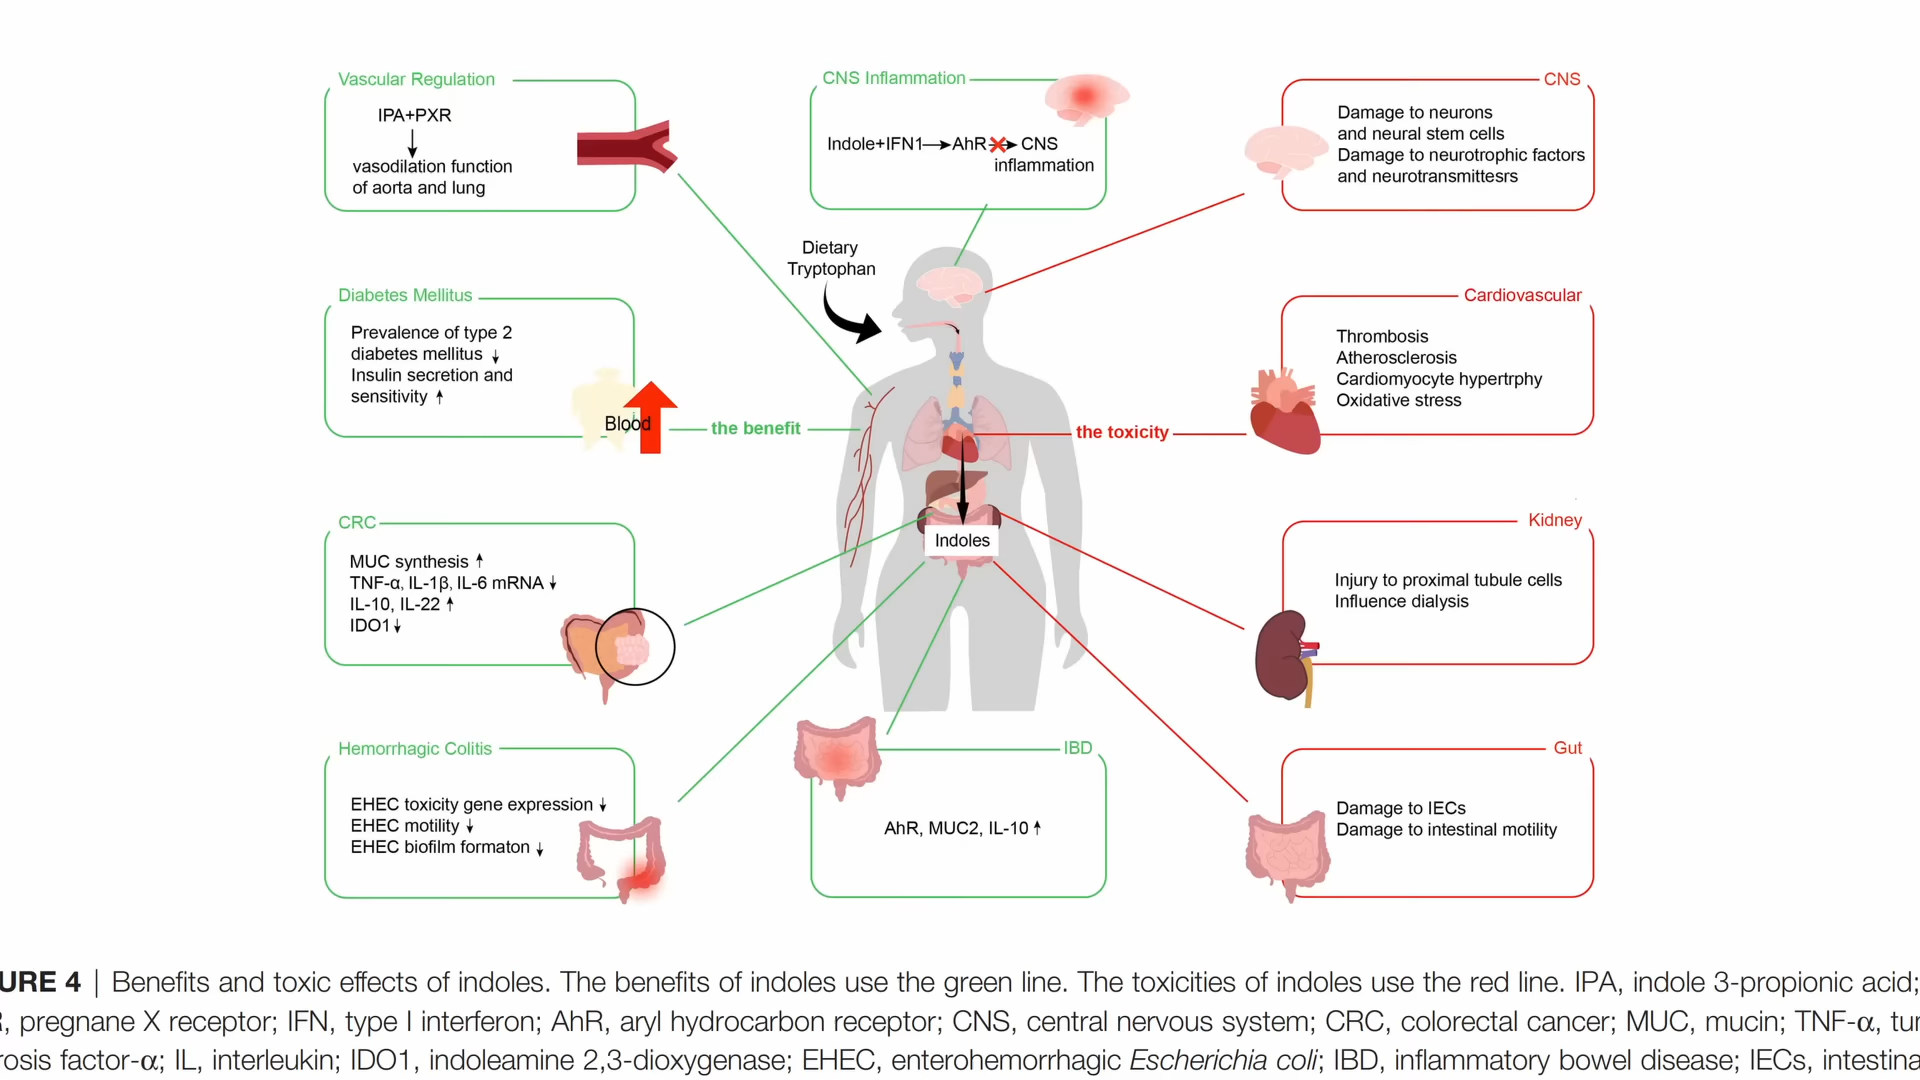 Vascular Regulation
IPA+PXR
vasodilation function
of aorta and lung
CNS Inflammation
Indole+IFN1→AhR→CNS
inflammation
CNS
Damage to neurons
and neural stem cells
Damage to neurotrophic factors
and neurotransmittesrs
Dietary
Tryptophan
Diabetes Mellitus
Prevalence of type 2
diabetes mellitus ↓
Insulin secretion and
sensitivity ↑
Blood
the benefit
the toxicity
Cardiovascular
Thrombosis
Atherosclerosis
Cardiomyocyte hypertrphy
Oxidative stress
CRC
MUC synthesis ↑
TNF-α, IL-1β, IL-6 mRNA ↓
IL-10, IL-22 ↑
IDO1↓
Indoles
Kidney
Injury to proximal tubule cells
Influence dialysis
Hemorrhagic Colitis
EHEC toxicity gene expression ↓
EHEC motility ↓
EHEC biofilm formaton ↓
IBD
AhR, MUC2, IL-10 ↑
Gut
Damage to IECs
Damage to intestinal motility
URE 4 | Benefits and toxic effects of indoles. The benefits of indoles use the green line. The toxicities of indoles use the red line. IPA, indole 3-propionic acid;
, pregnane X receptor; IFN, type I interferon; AhR, aryl hydrocarbon receptor; CNS, central nervous system; CRC, colorectal cancer; MUC, mucin; TNF-α, tu
rosis factor-α; IL, interleukin; IDO1, indoleamine 2,3-dioxygenase; EHEC, enterohemorrhagic Escherichia coli; IBD, inflammatory bowel disease; IECs, intestina